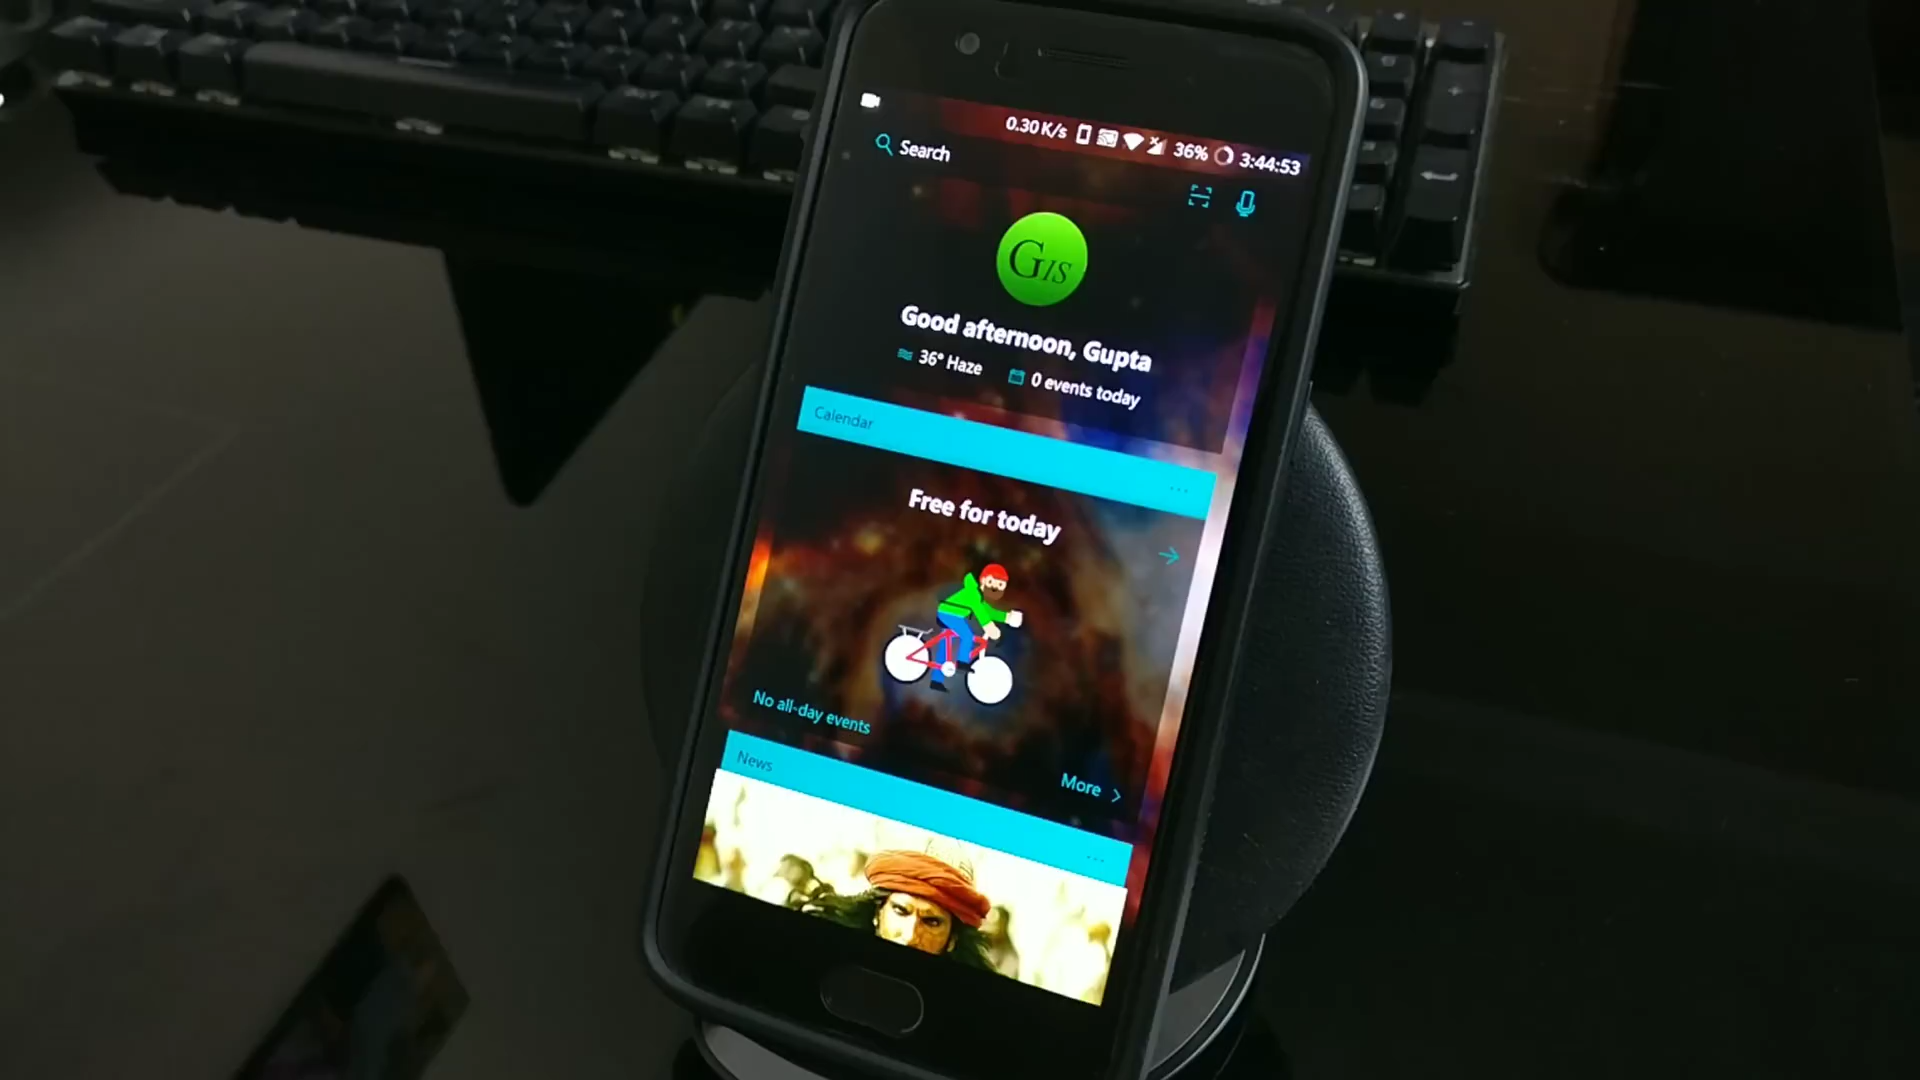 0.30 K/s 36% 3:44:53
Search
GIS
Good afternoon, Gupta
36° Haze 0 events today
Calendar
...
Free for today
No all-day events
More
News
...